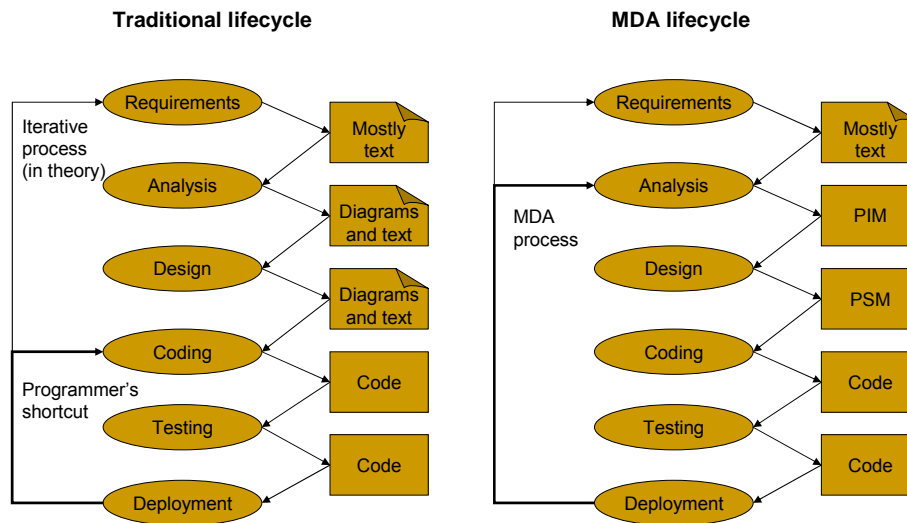 Traditional lifecycle
Requirements
Iterative
process
(in theory)
Mostly
text
Analysis
Diagrams
and text
Design
Diagrams
and text
Coding
Programmer’s
shortcut
Code
Testing
Code
Deployment
MDA lifecycle
Requirements
Mostly
text
Analysis
MDA
process
PIM
Design
PSM
Coding
Code
Testing
Code
Deployment